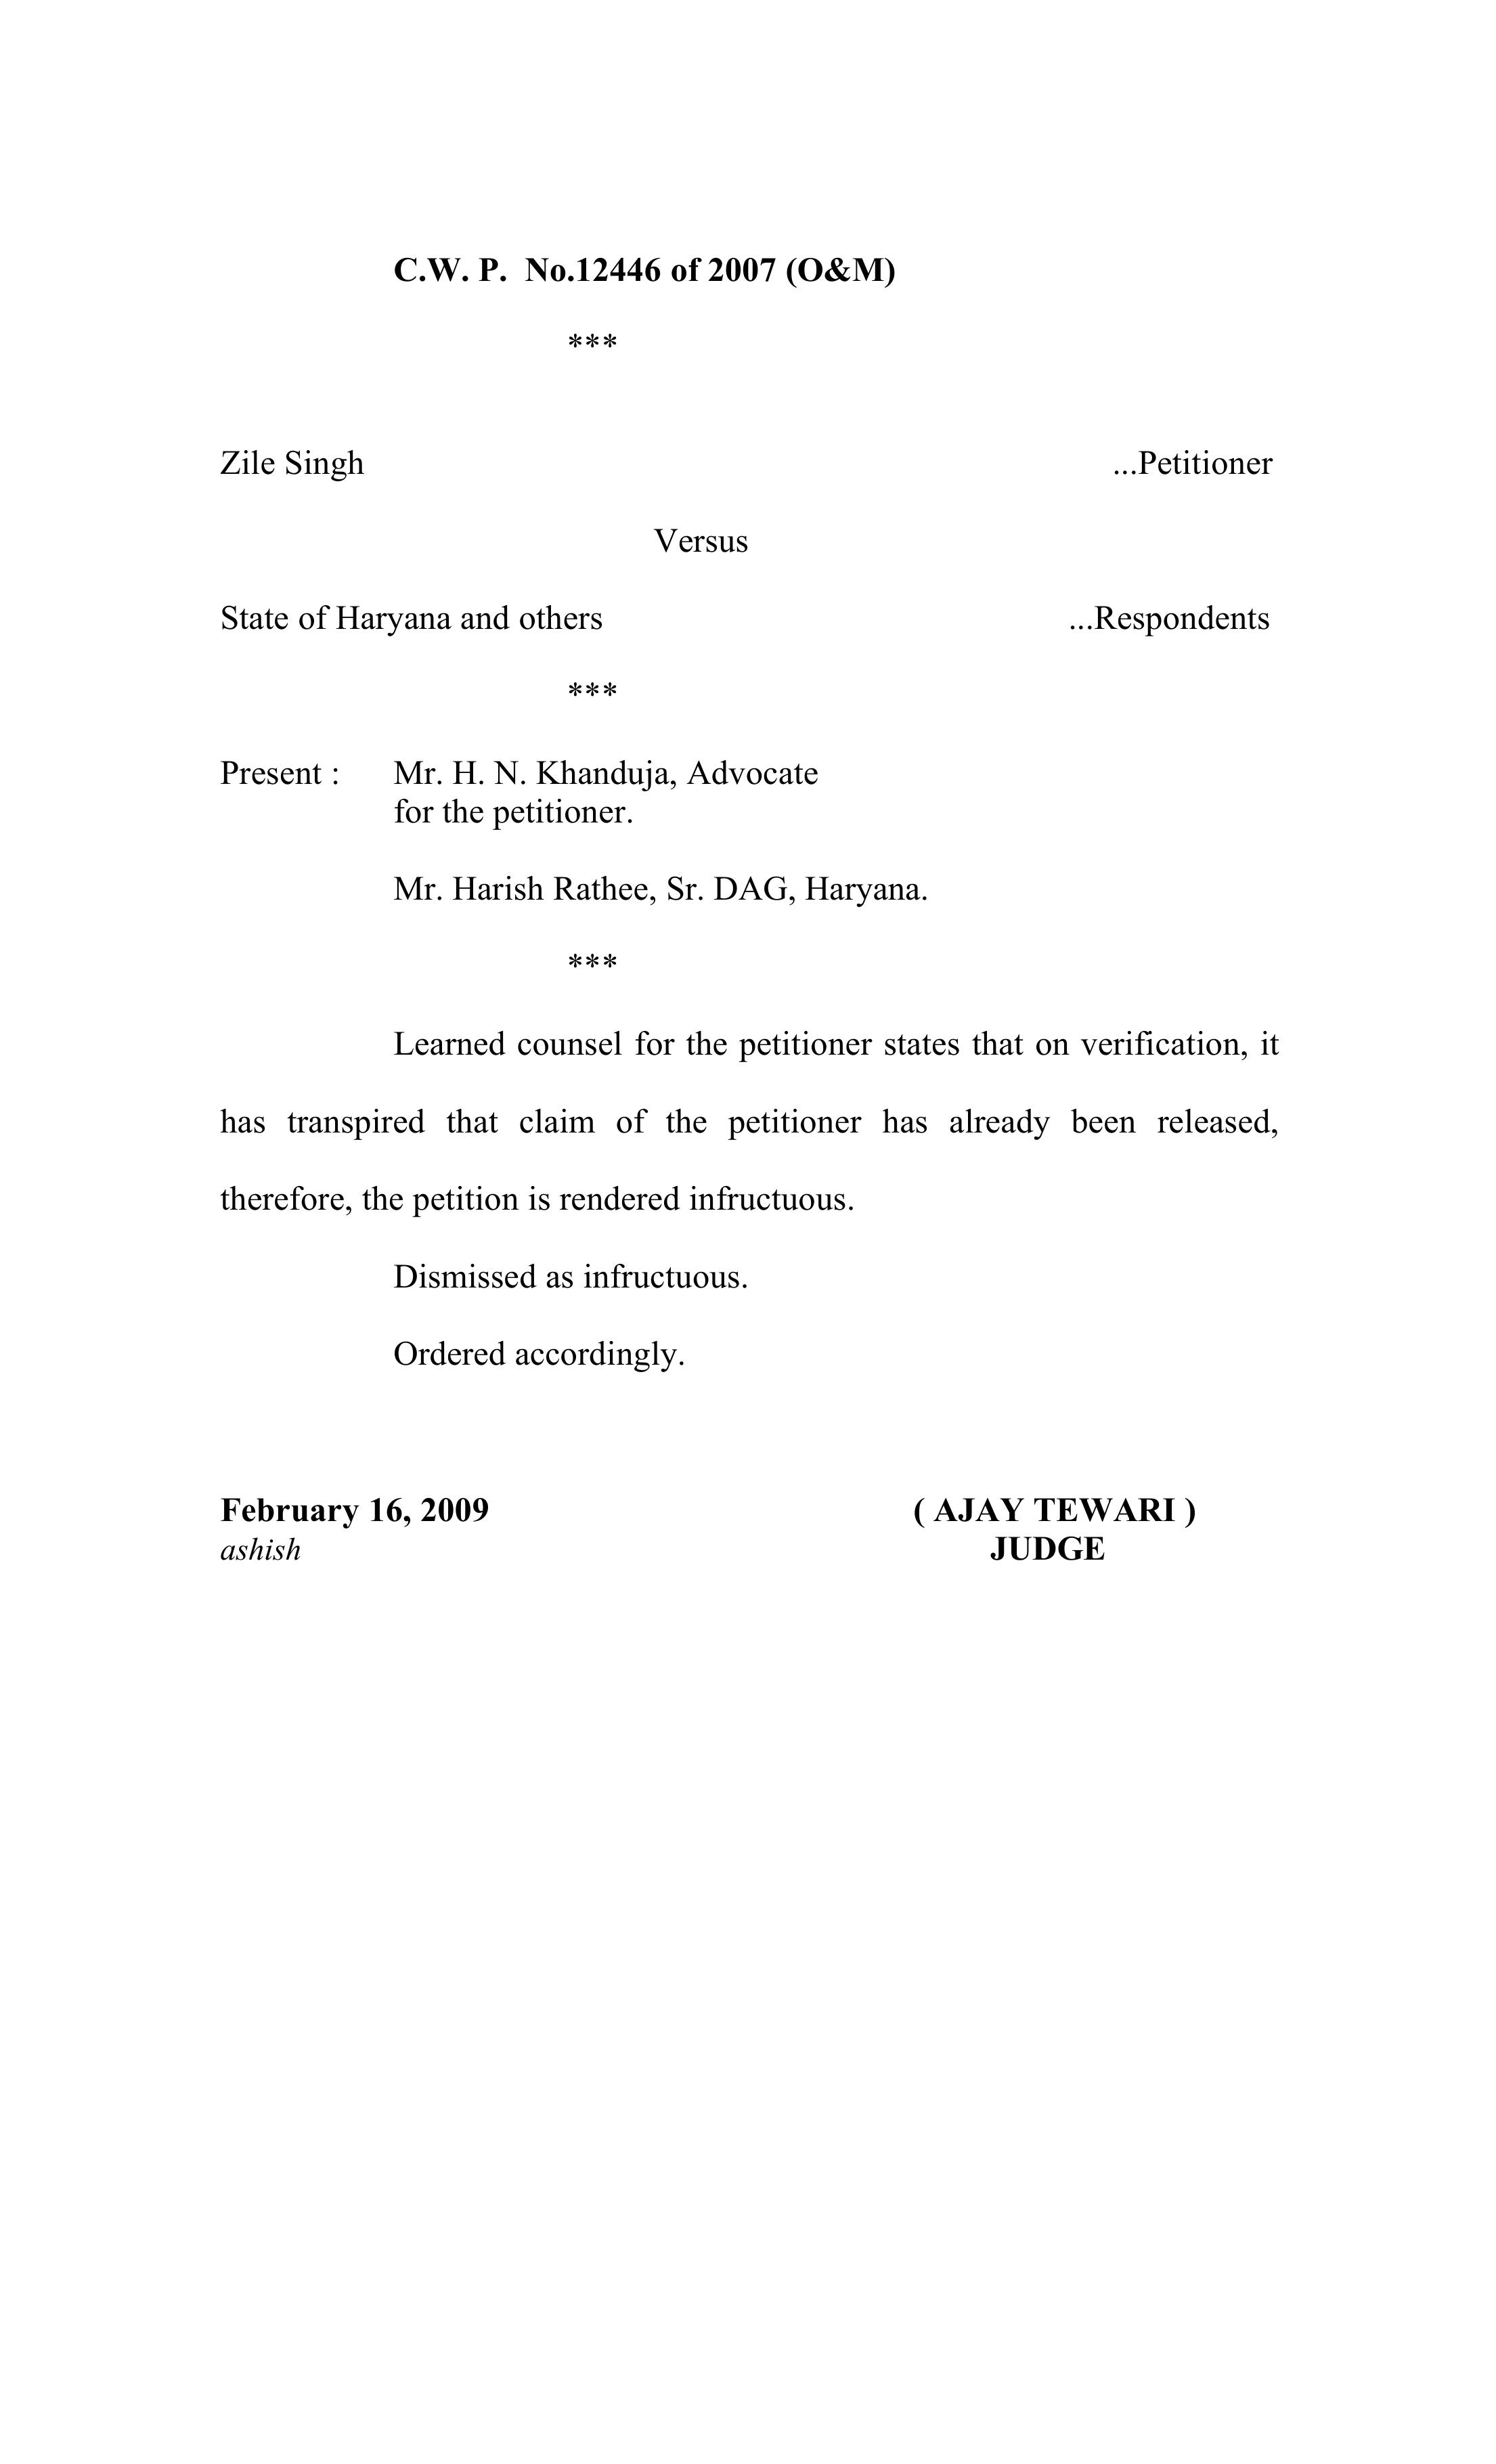 C.W. P. No.12446 of 2007 (O&M)
***
Zile Singh ...Petitioner
Versus
State of Haryana and others ...Respondents
***
Present : Mr. H. N. Khanduja, Advocate
for the petitioner.
Mr. Harish Rathee, Sr. DAG, Haryana.
***
Learned counsel for the petitioner states that on verification, it
has transpired that claim of the petitioner has already been released,
therefore, the petition is rendered infructuous.
Dismissed as infructuous.
Ordered accordingly.
February 16, 2009 ( AJAY TEWARI )
ashish JUDGE